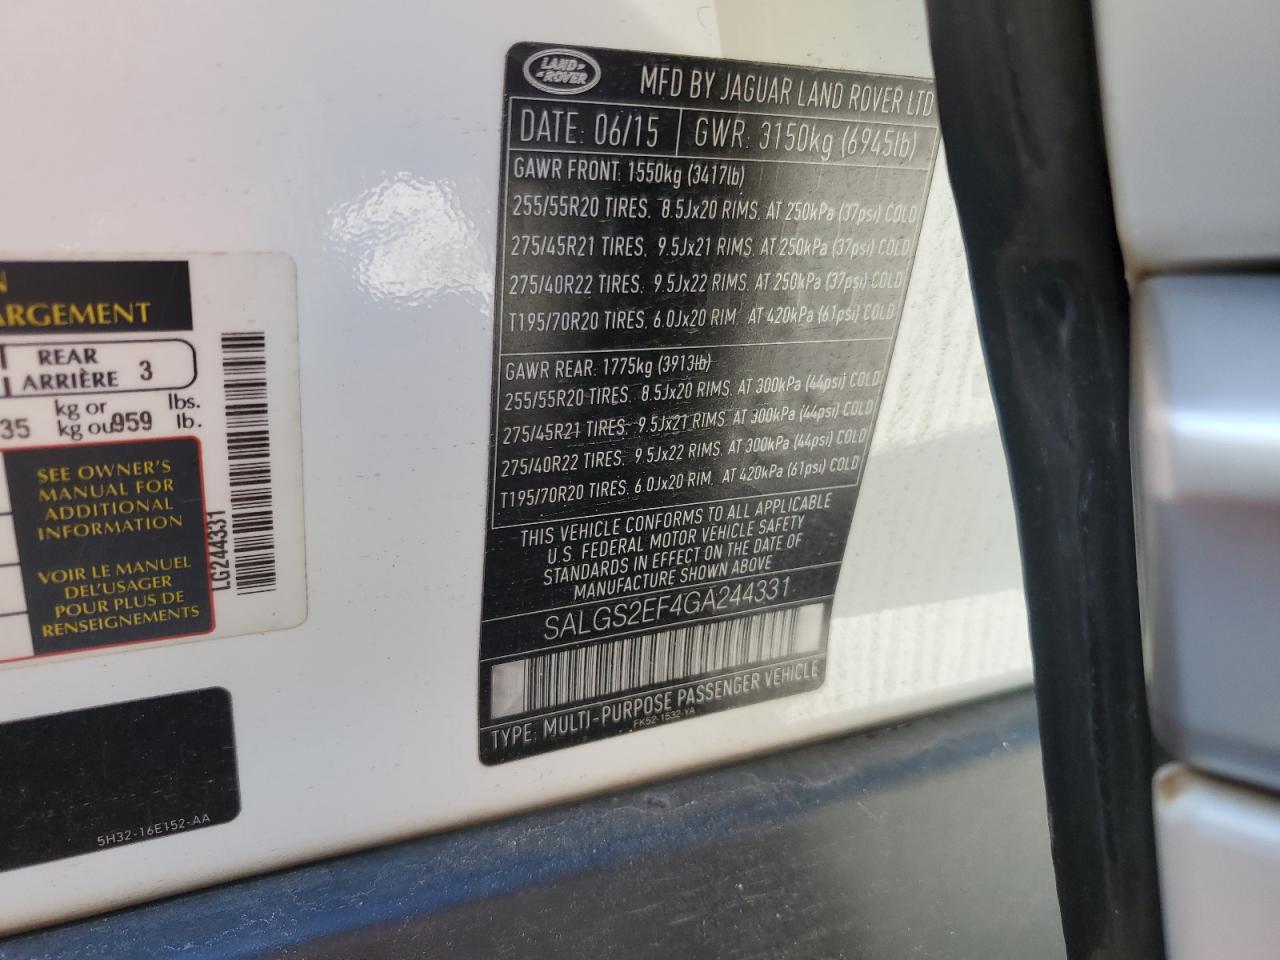 N
ARGEMENT
REAR
ARRIÈRE 3
35 kg or 959 lbs.
kg ou lb.
SEE OWNER'S
MANUAL FOR
ADDITIONAL
INFORMATION
VOIR LE MANUEL
DEL'USAGER
POUR PLUS DE
RENSEIGNEMENTS
LG244331
5H32-16E152-AA
LAND
ROVER
MFD BY JAGUAR LAND ROVER LTD
DATE: 06/15 GWR: 3150kg (6945lb)
GAWR FRONT: 1550kg (3417lb)
255/55R20 TIRES. 8.5Jx20 RIMS. AT 250kPa (37psi) COLD
275/45R21 TIRES. 9.5Jx21 RIMS. AT 250kPa (37psi) COLD
275/40R22 TIRES. 9.5Jx22 RIMS. AT 250kPa (37psi) COLD
T195/70R20 TIRES. 6.0Jx20 RIM. AT 420kPa (61psi) COLD
GAWR REAR: 1775kg (3913lb)
255/55R20 TIRES. 8.5Jx20 RIMS. AT 300kPa (44psi) COLD
275/45R21 TIRES. 9.5Jx21 RIMS. AT 300kPa (44psi) COLD
275/40R22 TIRES. 9.5Jx22 RIMS. AT 300kPa (44psi) COLD
T195/70R20 TIRES. 6.0Jx20 RIM. AT 420kPa (61psi) COLD
THIS VEHICLE CONFORMS TO ALL APPLICABLE
U.S. FEDERAL MOTOR VEHICLE SAFETY
STANDARDS IN EFFECT ON THE DATE OF
MANUFACTURE SHOWN ABOVE
SALGS2EF4GA244331
TYPE: MULTI-PURPOSE PASSENGER VEHICLE
FK52-1532-YA